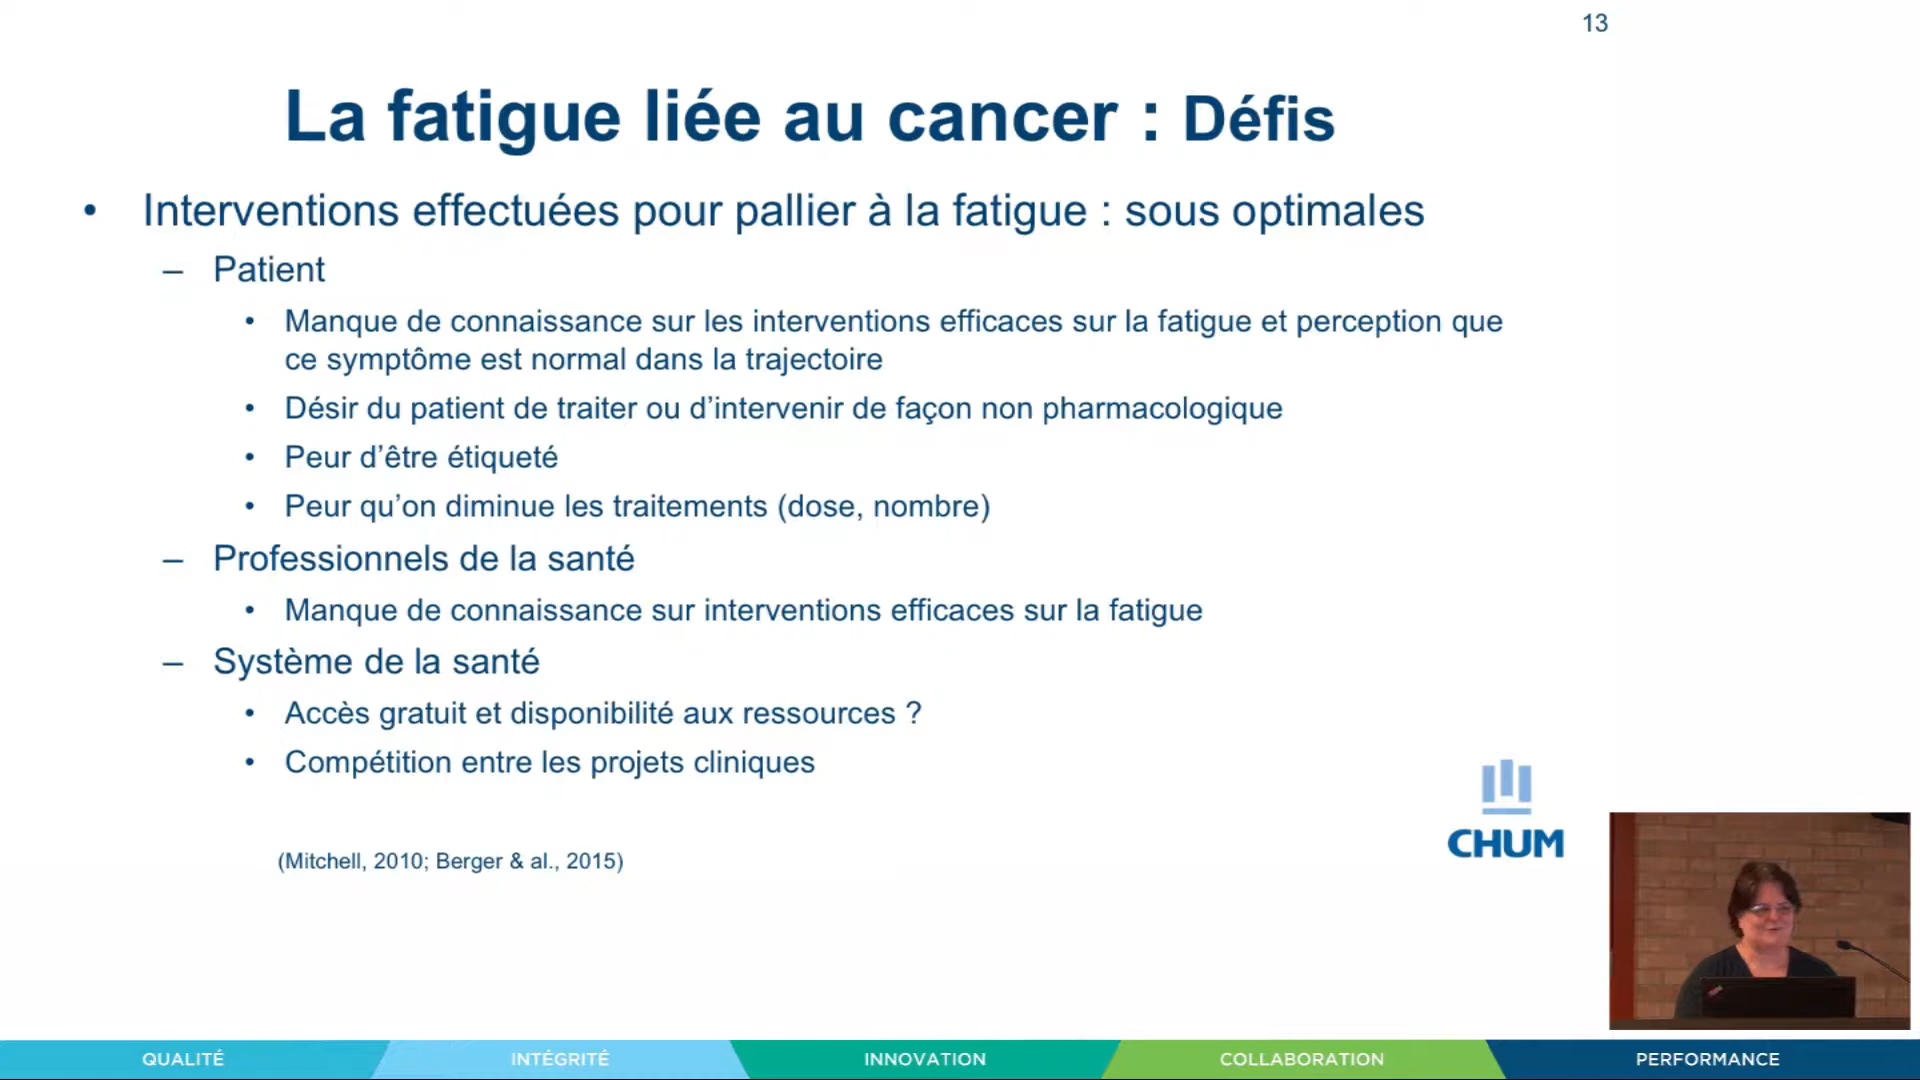 13
La fatigue liée au cancer : Défis
• Interventions effectuées pour pallier à la fatigue : sous optimales
– Patient
• Manque de connaissance sur les interventions efficaces sur la fatigue et perception que
ce symptôme est normal dans la trajectoire
• Désir du patient de traiter ou d’intervenir de façon non pharmacologique
• Peur d’être étiqueté
• Peur qu’on diminue les traitements (dose, nombre)
– Professionnels de la santé
• Manque de connaissance sur interventions efficaces sur la fatigue
– Système de la santé
• Accès gratuit et disponibilité aux ressources ?
• Compétition entre les projets cliniques
CHUM
(Mitchell, 2010; Berger & al., 2015)
QUALITÉ INTÉGRITÉ INNOVATION COLLABORATION PERFORMANCE